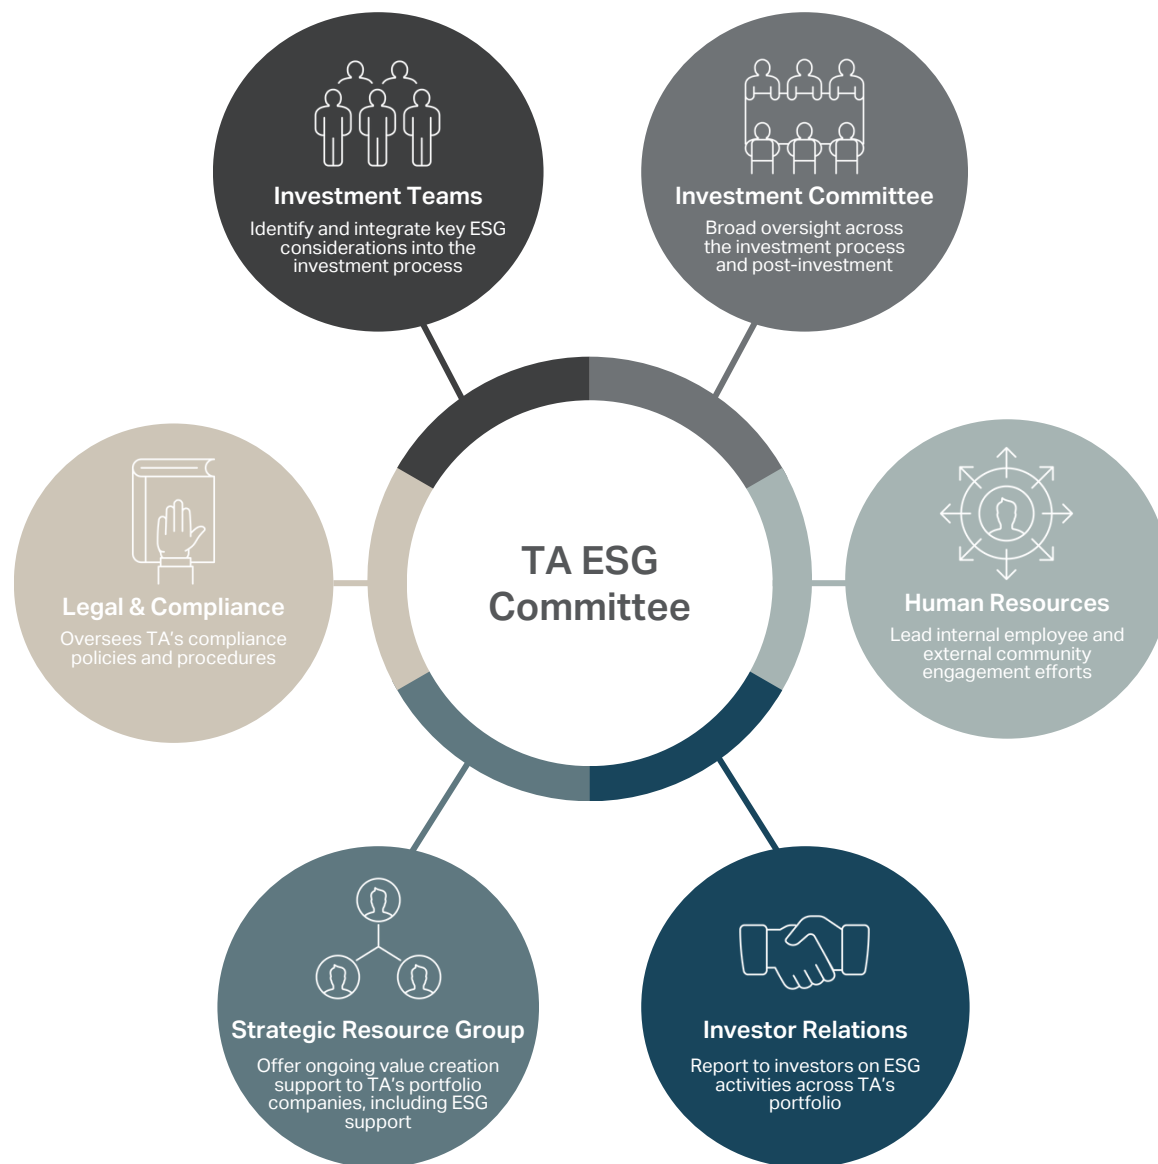 Investment Teams
Identify and integrate key ESG
considerations into the
investment process
Investment Committee
Broad oversight across
the investment process
and post-investment
Legal & Compliance
Oversees TA's compliance
policies and procedures
TA ESG
Committee
Human Resources
Lead internal employee and
external community
engagement efforts
Strategic Resource Group
Offer ongoing value creation
support to TA's portfolio
companies, including ESG
support
Investor Relations
Report to investors on ESG
activities across TA's
portfolio